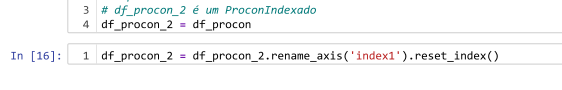 3 # df_procon_2 é um ProconIndexado
4 df_procon_2 = df_procon
In [16]: 1 df_procon_2 = df_procon_2.rename_axis('index1').reset_index()